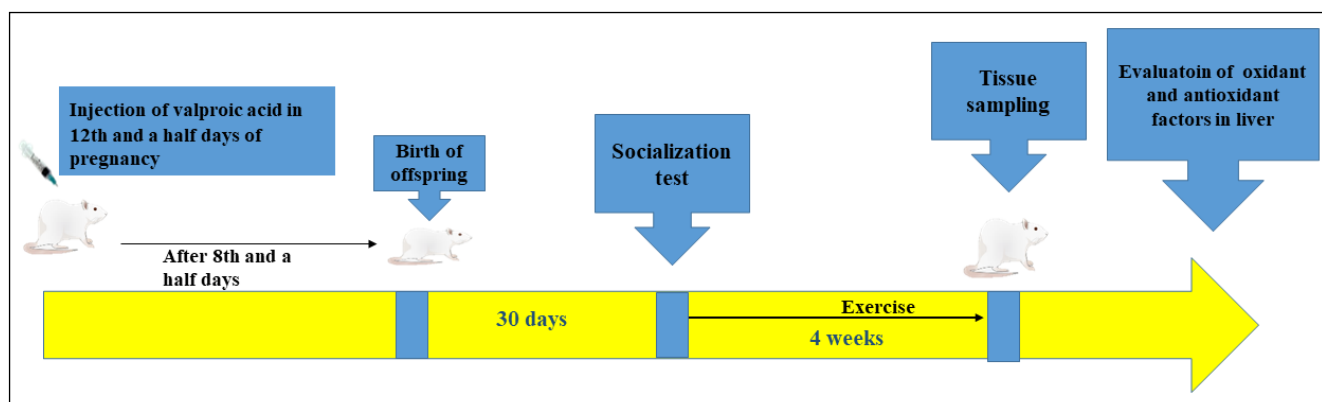 Injection of valproic acid in
12th and a half days of
pregnancy
After 8th and a
half days
Birth of
offspring
30 days
Socialization
test
Exercise
4 weeks
Tissue
sampling
Evaluatoin of oxidant
and antioxidant
factors in liver